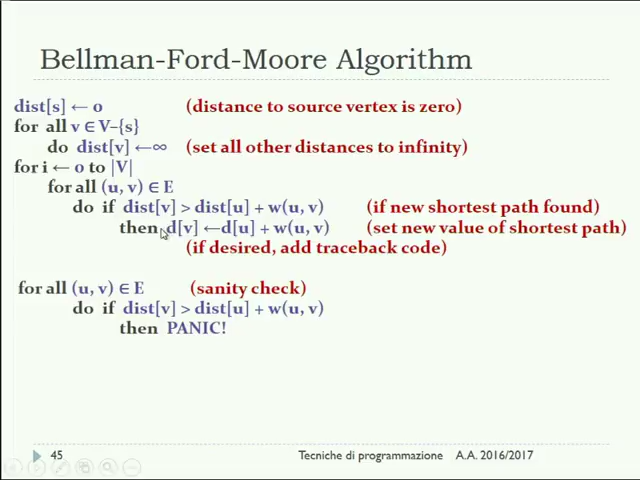 Bellman-Ford-Moore Algorithm
dist[s] ← 0 (distance to source vertex is zero)
for all v ∈ V–{s}
do dist[v] ←∞ (set all other distances to infinity)
for i ← 0 to |V|
for all (u, v) ∈ E
do if dist[v] > dist[u] + w(u, v) (if new shortest path found)
then d[v] ←d[u] + w(u, v) (set new value of shortest path)
(if desired, add traceback code)
for all (u, v) ∈ E (sanity check)
do if dist[v] > dist[u] + w(u, v)
then PANIC!
45 Tecniche di programmazione A.A. 2016/2017